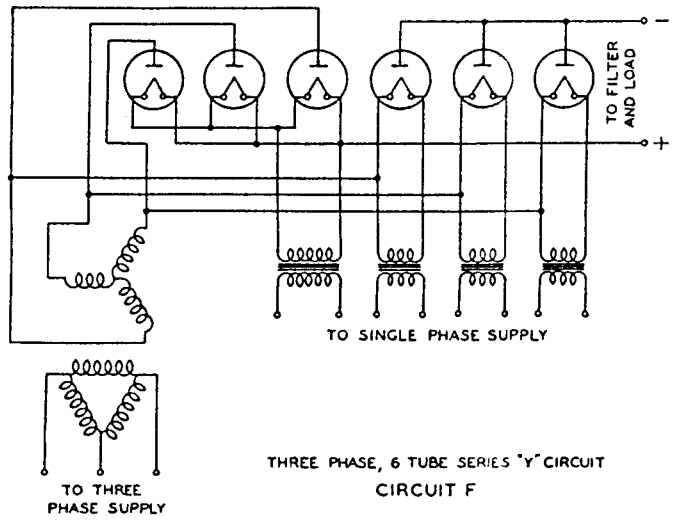 −
TO FILTER
AND LOAD
+
TO SINGLE PHASE SUPPLY
THREE PHASE, 6 TUBE SERIES "Y" CIRCUIT
CIRCUIT F
TO THREE
PHASE SUPPLY